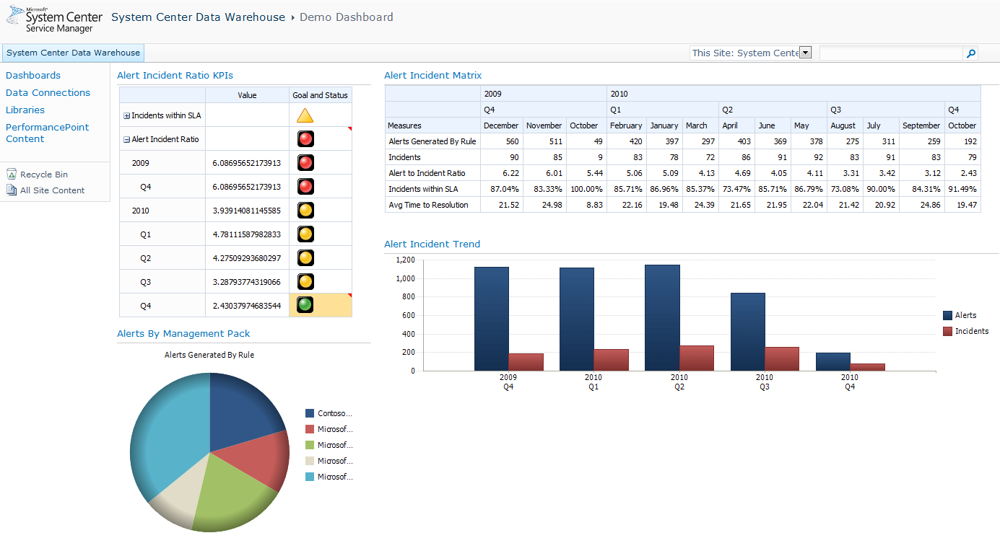 Microsoft®
System Center
Service Manager
System Center Data Warehouse ▸ Demo Dashboard
System Center Data Warehouse
This Site: System Cente
Dashboards
Data Connections
Libraries
PerformancePoint
Content
Recycle Bin
All Site Content
Alert Incident Ratio KPIs
Value Goal and Status
Incidents within SLA
Alert Incident Ratio
2009 6.08695652173913
Q4 6.08695652173913
2010 3.93914081145585
Q1 4.78111587982833
Q2 4.27509293680297
Q3 3.28793774319066
Q4 2.43037974683544
Alerts By Management Pack
Alerts Generated By Rule
Contoso...
Microsof...
Microsof...
Microsof...
Microsof...
Alert Incident Matrix
2009 2010
Q4 Q1 Q2 Q3 Q4
Measures December November October February January March April June May August July September October
Alerts Generated By Rule 560 511 49 420 397 297 403 369 378 275 311 259 192
Incidents 90 85 9 83 78 72 86 91 92 83 91 83 79
Alert to Incident Ratio 6.22 6.01 5.44 5.06 5.09 4.13 4.69 4.05 4.11 3.31 3.42 3.12 2.43
Incidents within SLA 87.04% 83.33% 100.00% 85.71% 86.96% 85.37% 73.47% 85.71% 86.79% 73.08% 90.00% 84.31% 91.49%
Avg Time to Resolution 21.52 24.98 8.83 22.16 19.48 24.39 21.65 21.95 22.04 21.42 20.92 24.86 19.47
Alert Incident Trend
1,200
1,000
800
600
400
200
0
2009 2010 2010 2010 2010
Q4 Q1 Q2 Q3 Q4
Alerts
Incidents